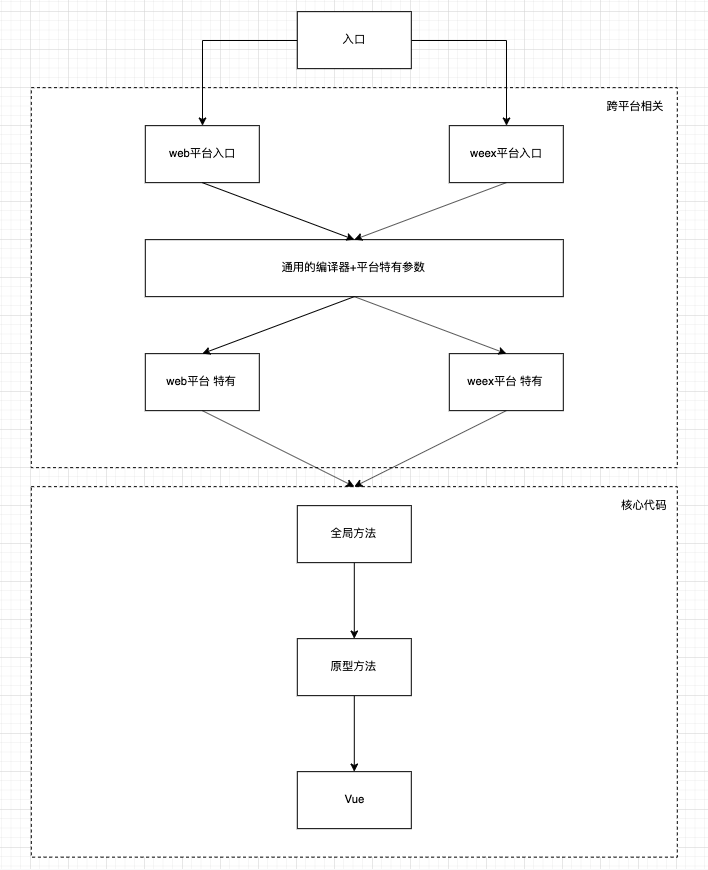 入口
跨平台相关
web平台入口
weex平台入口
通用的编译器+平台特有参数
web平台 特有
weex平台 特有
核心代码
全局方法
原型方法
Vue